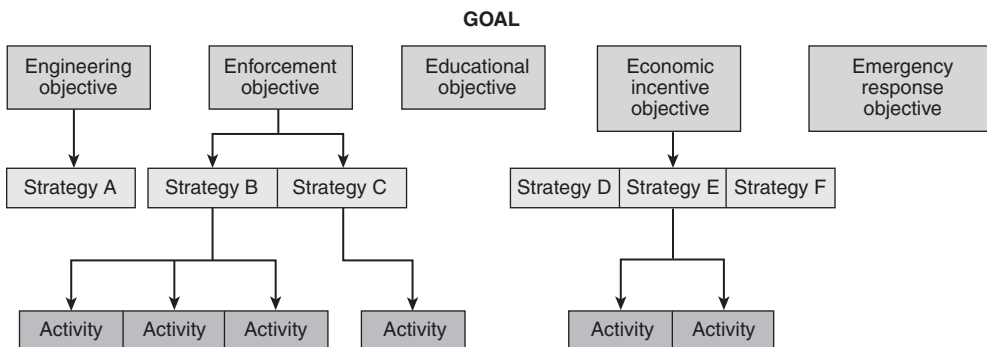 GOAL
Engineering
objective
Enforcement
objective
Educational
objective
Economic
incentive
objective
Emergency
response
objective
Strategy A
Strategy B
Strategy C
Strategy D
Strategy E
Strategy F
Activity
Activity
Activity
Activity
Activity
Activity